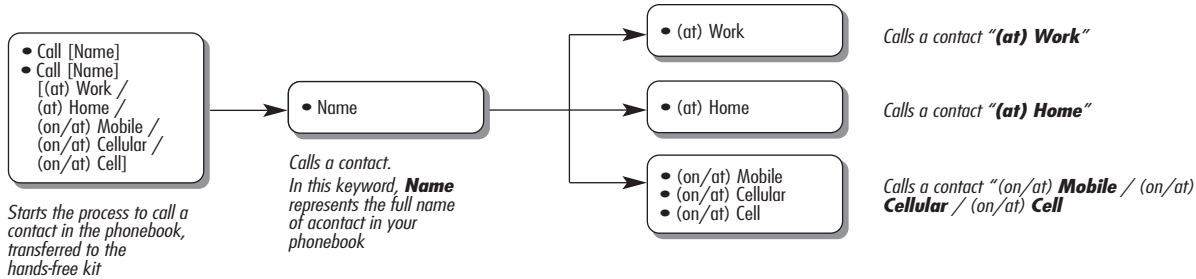 ● Call [Name]
● Call [Name]
[(at) Work /
(at) Home /
(on/at) Mobile /
(on/at) Cellular /
(on/at) Cell]
Starts the process to call a
contact in the phonebook,
transferred to the
hands-free kit
● Name
Calls a contact.
In this keyword, Name
represents the full name
of acontact in your
phonebook
● (at) Work
Calls a contact “(at) Work”
● (at) Home
Calls a contact “(at) Home”
● (on/at) Mobile
● (on/at) Cellular
● (on/at) Cell
Calls a contact “(on/at) Mobile / (on/at)
Cellular / (on/at) Cell